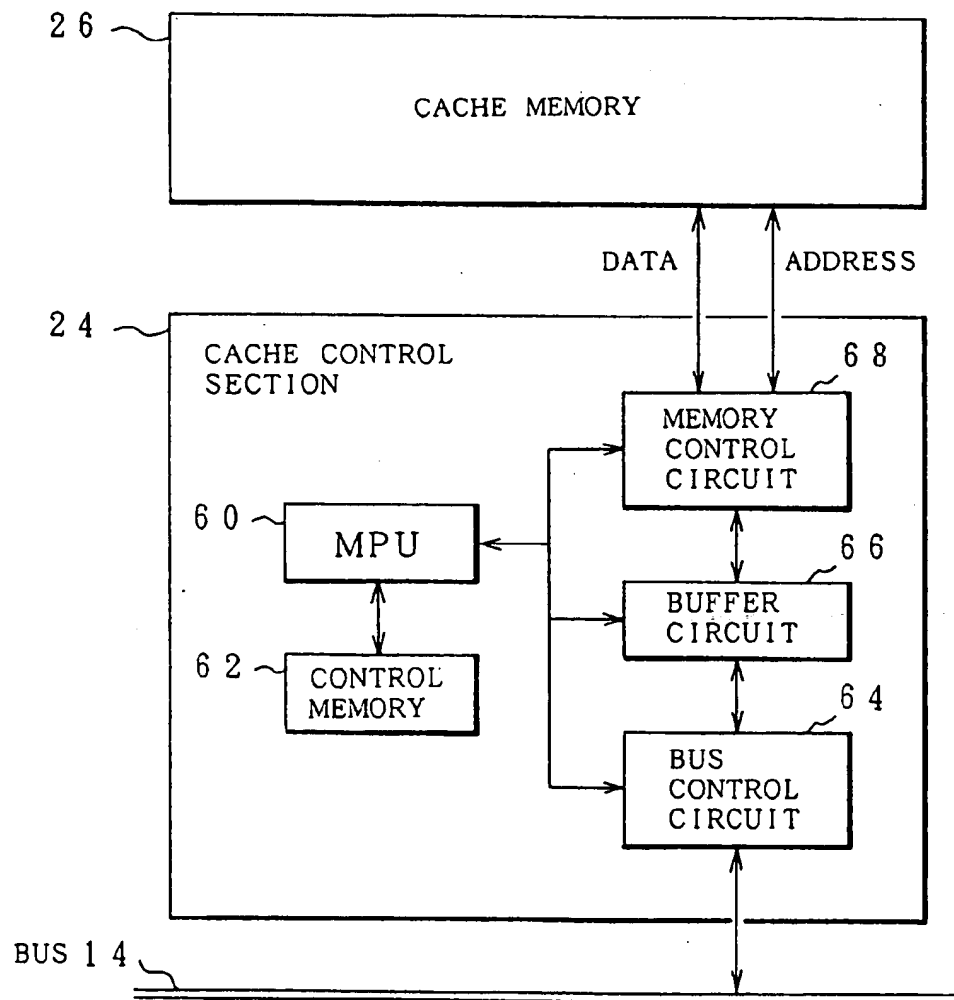 26
CACHE MEMORY
DATA
ADDRESS
24
CACHE CONTROL
SECTION
68
MEMORY
CONTROL
CIRCUIT
60
MPU
66
BUFFER
CIRCUIT
62
CONTROL
MEMORY
64
BUS
CONTROL
CIRCUIT
BUS 14